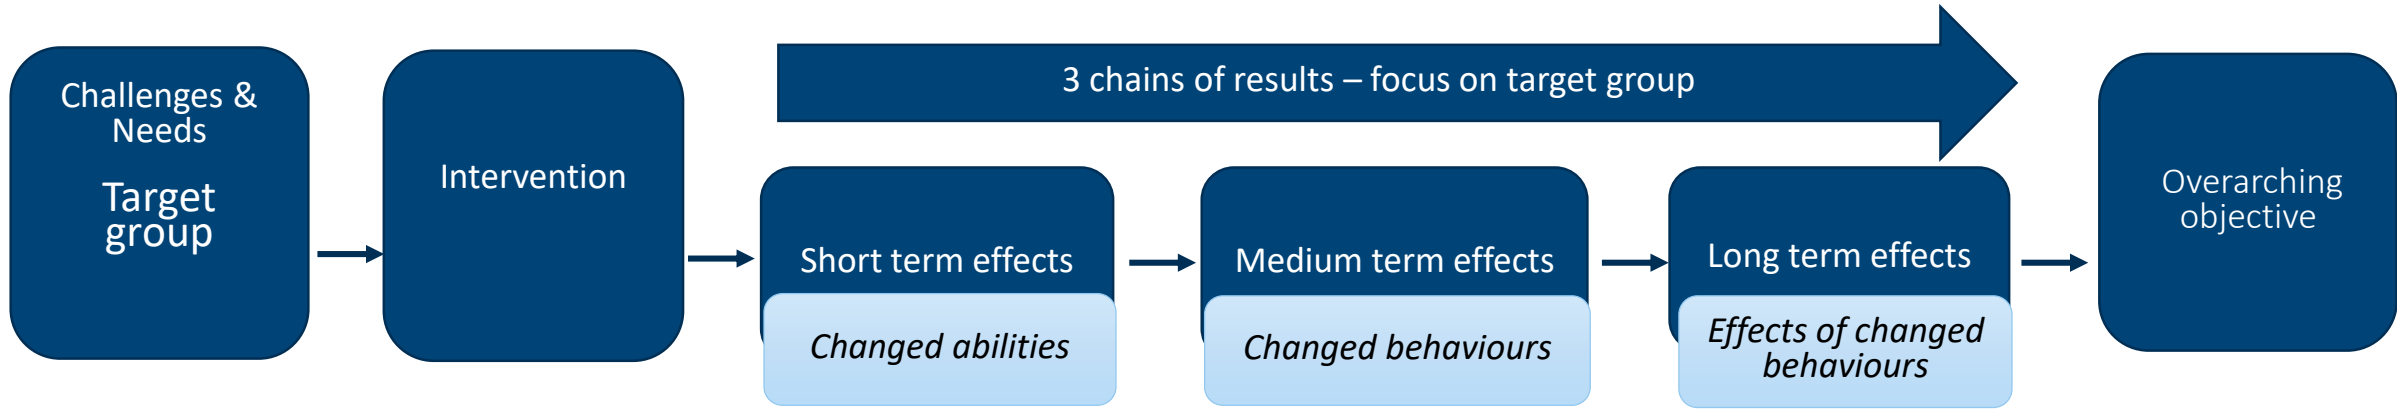 Challenges &
Needs
Target
group
Intervention
3 chains of results – focus on target group
Short term effects
Changed abilities
Medium term effects
Changed behaviours
Long term effects
Effects of changed
behaviours
Overarching
objective